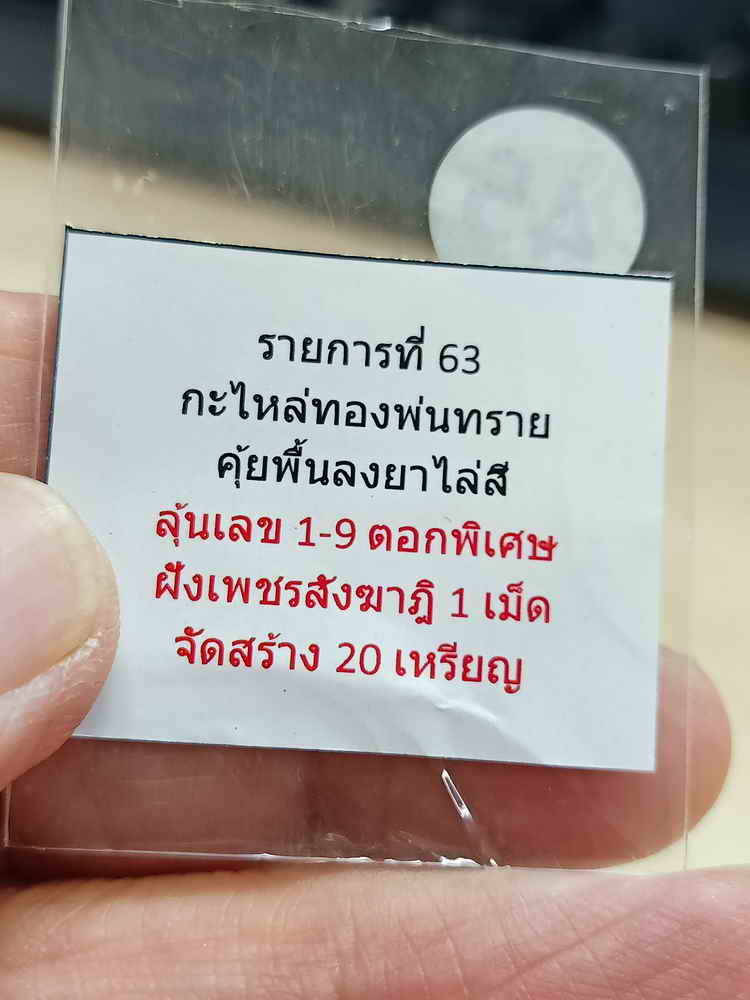 รายการที่ 63
กะไหล่ทองพ่นทราย
คุ้ยพื้นลงยาไล่สี
ลุ้นเลข 1-9 ตอกพิเศษ
ฝังเพชรสังฆาฎิ 1 เม็ด
จัดสร้าง 20 เหรียญ